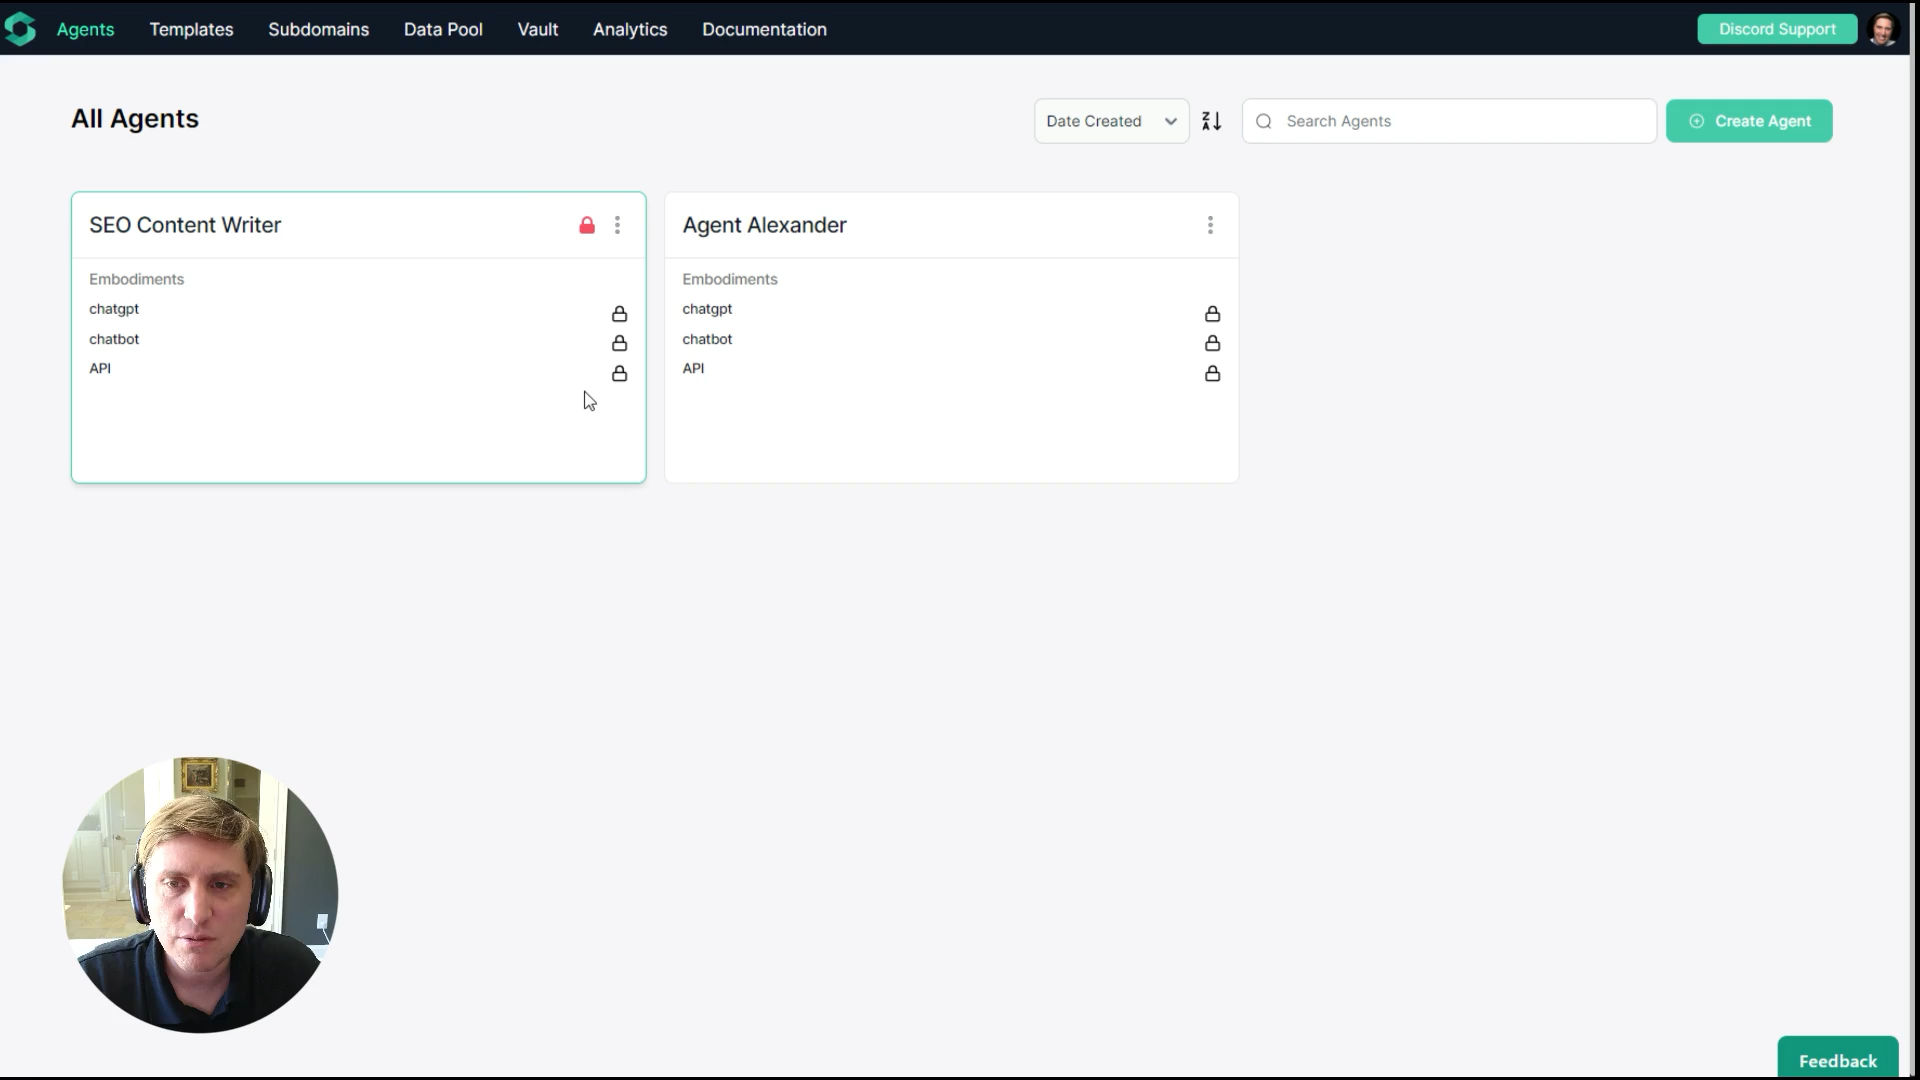 Agents Templates Subdomains Data Pool Vault Analytics Documentation Discord Support
All Agents Date Created Search Agents Create Agent
SEO Content Writer
Embodiments
chatgpt
chatbot
API
Agent Alexander
Embodiments
chatgpt
chatbot
API
Feedback